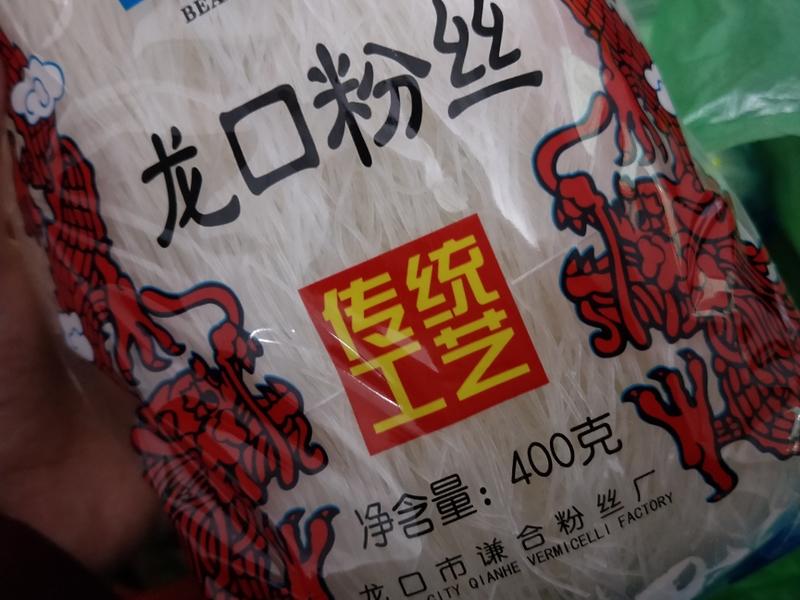 龙口粉丝
传统
工艺
净含量：400克
龙口市谦合粉丝厂
CITY QIANHE VERMICELLI FACTORY